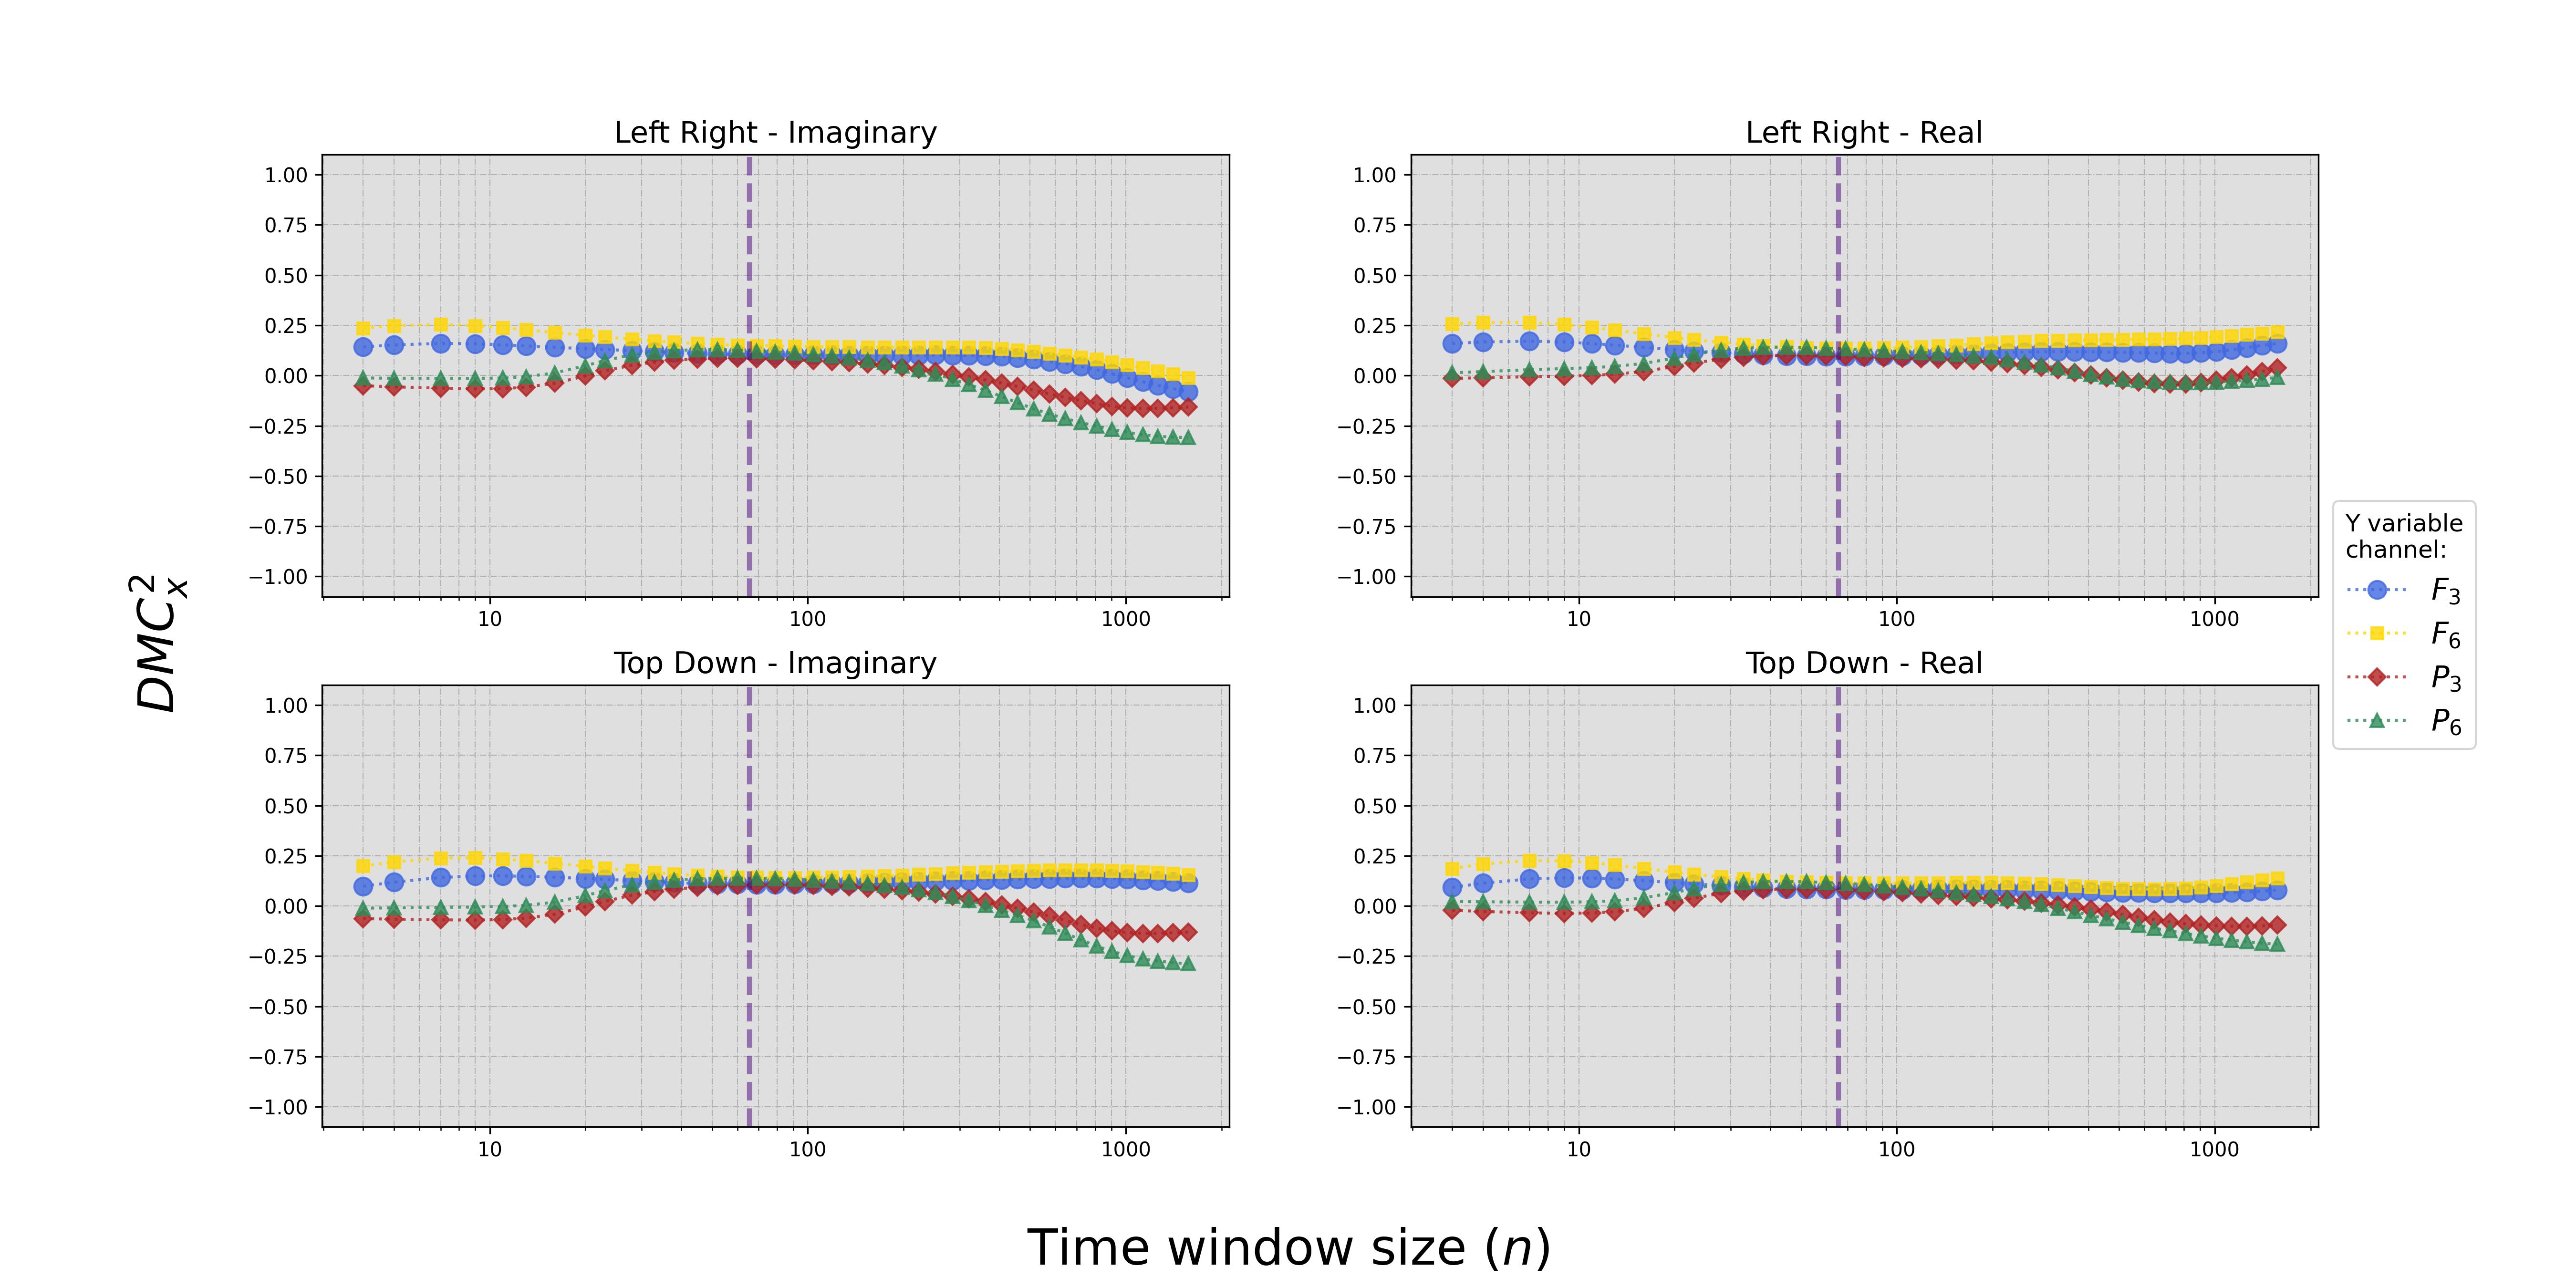 Left Right - Imaginary
1.00
0.75
0.50
0.25
0.00
−0.25
−0.50
−0.75
−1.00
10 100 1000
Left Right - Real
1.00
0.75
0.50
0.25
0.00
−0.25
−0.50
−0.75
−1.00
10 100 1000
Top Down - Imaginary
1.00
0.75
0.50
0.25
0.00
−0.25
−0.50
−0.75
−1.00
10 100 1000
Top Down - Real
1.00
0.75
0.50
0.25
0.00
−0.25
−0.50
−0.75
−1.00
10 100 1000
Y variable
channel:
F₃
F₆
P₃
P₆
DMC²ₓ
Time window size (n)